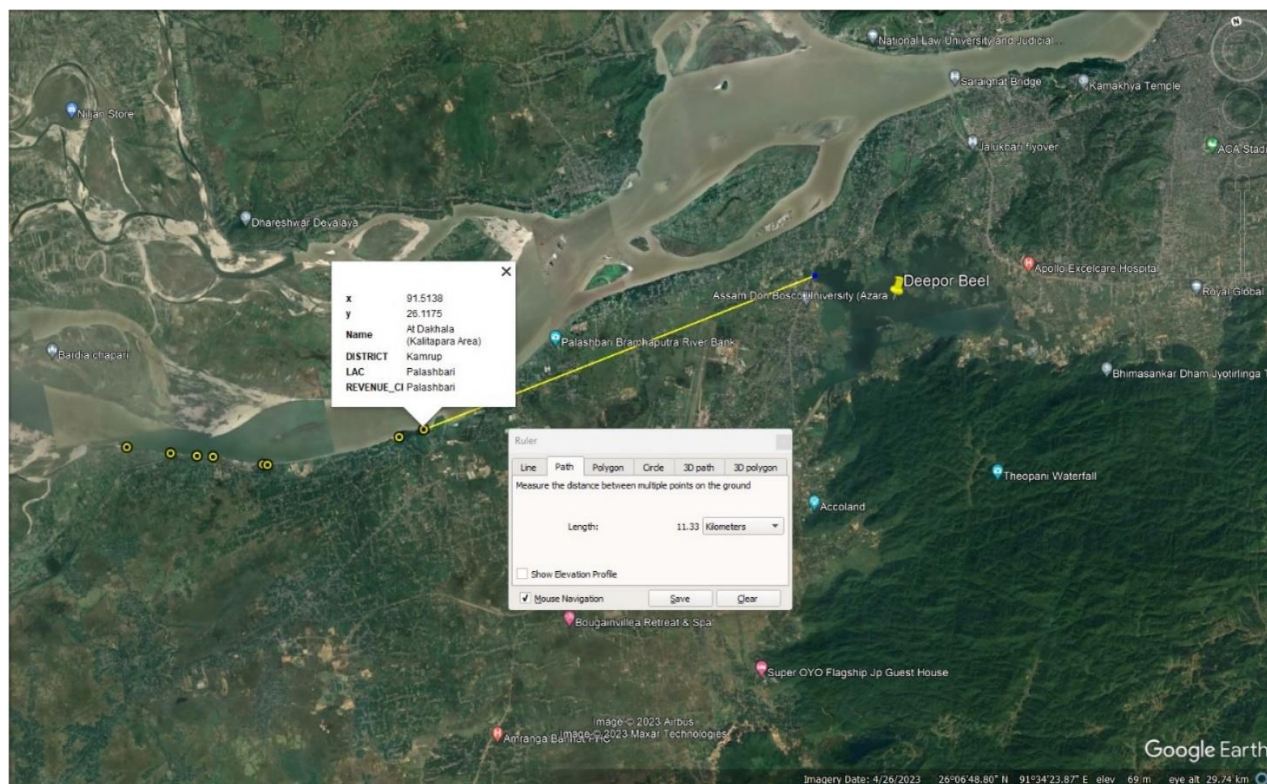 National Law University and Judicial ...
Saraighat Bridge
Kamakhya Temple
Niljan Store
Jalukbari flyover
ACA Stadi
Dhareshwar Devalaya
Apollo Excelcare Hospital
Deepor Beel
Royal Global
Assam Don Bosco University (Azara
x 91.5138
y 26.1175
Name At Dakhala
(Kalitapara Area)
DISTRICT Kamrup
LAC Palashbari
REVENUE_CI Palashbari
Palashbari Bramhaputra River Bank
Bardia chapari
Bhimasankar Dham Jyotirlinga T
Ruler
Line Path Polygon Circle 3D path 3D polygon
Measure the distance between multiple points on the ground
Length: 11.33 Kilometers
Show Elevation Profile
Mouse Navigation Save Clear
Theopani Waterfall
Accoland
Bougainvillea Retreat & Spa
Super OYO Flagship Jp Guest House
Image © 2023 Airbus
Amranga PHC
Image © 2023 Maxar Technologies
Google Earth
Imagery Date: 4/26/2023 26°06'48.80" N 91°34'23.87" E elev 69 m eye alt 29.74 km